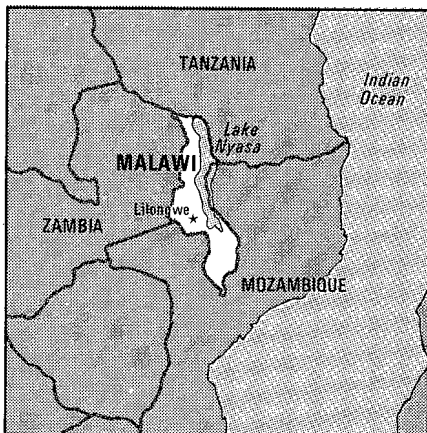 TANZANIA
Indian
Ocean
Lake
Nyasa
MALAWI
Lilongwe
ZAMBIA
MOZAMBIQUE